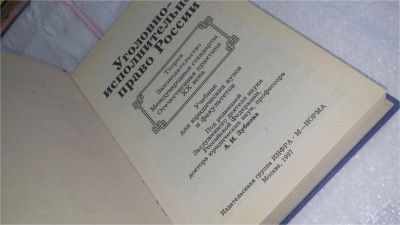 Уголовно-
исполнительное
право России
Теория
Законодательство
Международные стандарты
Отечественная практика
XX века
Учебник
для юридических вузов
и факультетов
Под редакцией
Заслуженного деятеля науки
Российской Федерации,
доктора юридических наук, профессора
А. И. Зубкова
Издательская группа ИНФРА · М—НОРМА
Москва, 1997